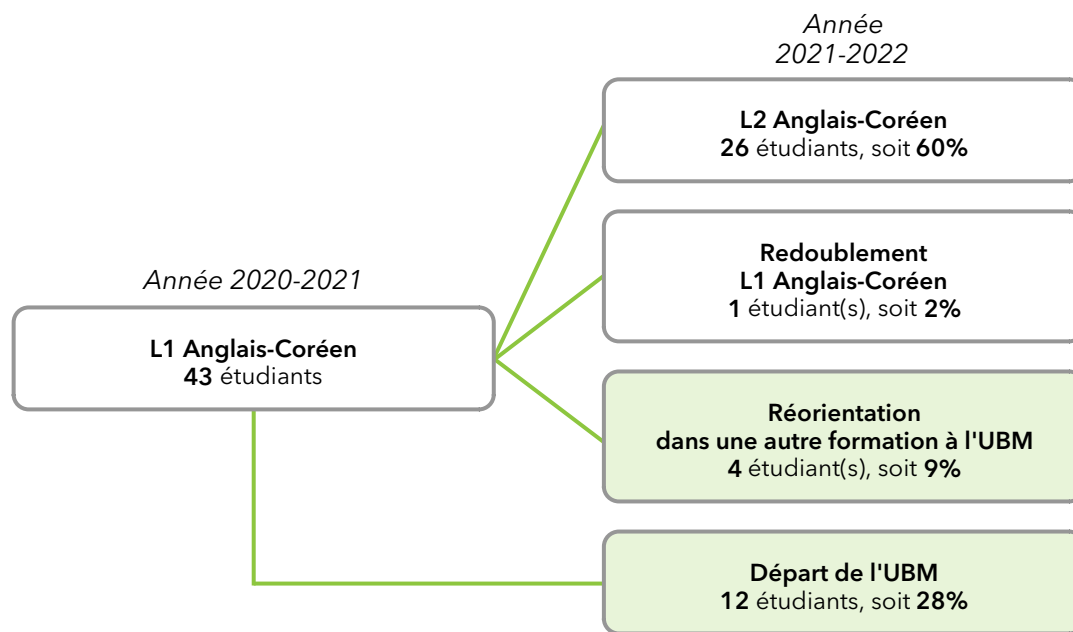 Année
2021-2022
L2 Anglais-Coréen
26 étudiants, soit 60%
Redoublement
L1 Anglais-Coréen
1 étudiant(s), soit 2%
Année 2020-2021
L1 Anglais-Coréen
43 étudiants
Réorientation
dans une autre formation à l'UBM
4 étudiant(s), soit 9%
Départ de l'UBM
12 étudiants, soit 28%